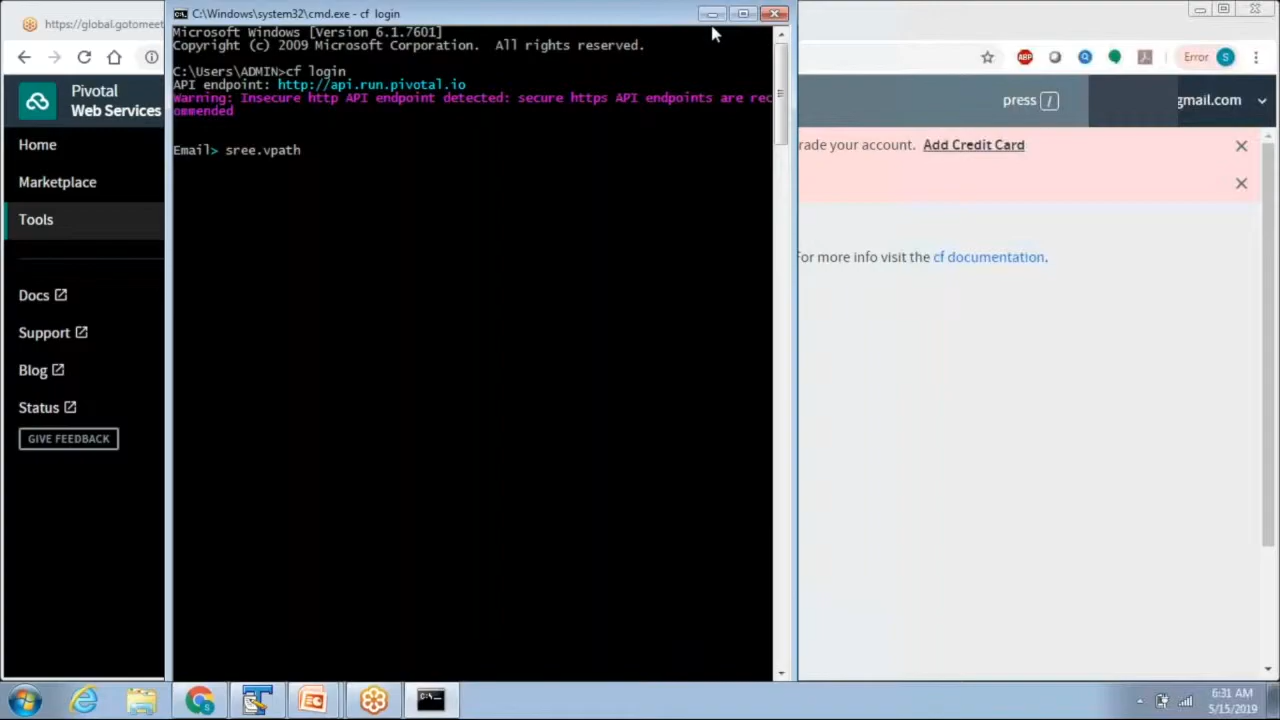 C:\Windows\system32\cmd.exe - cf login
Microsoft Windows [Version 6.1.7601]
Copyright (c) 2009 Microsoft Corporation. All rights reserved.
C:\Users\ADMIN>cf login
API endpoint: http://api.run.pivotal.io
Warning: Insecure http API endpoint detected: secure https API endpoints are rec
ommended
Email> sree.vpath
https://global.gotomeet
Error
S
ABP
Pivotal
Web Services
press /
gmail.com
Home
Marketplace
Tools
Docs
Support
Blog
Status
GIVE FEEDBACK
rade your account. Add Credit Card
For more info visit the cf documentation.
6:31 AM
5/15/2019